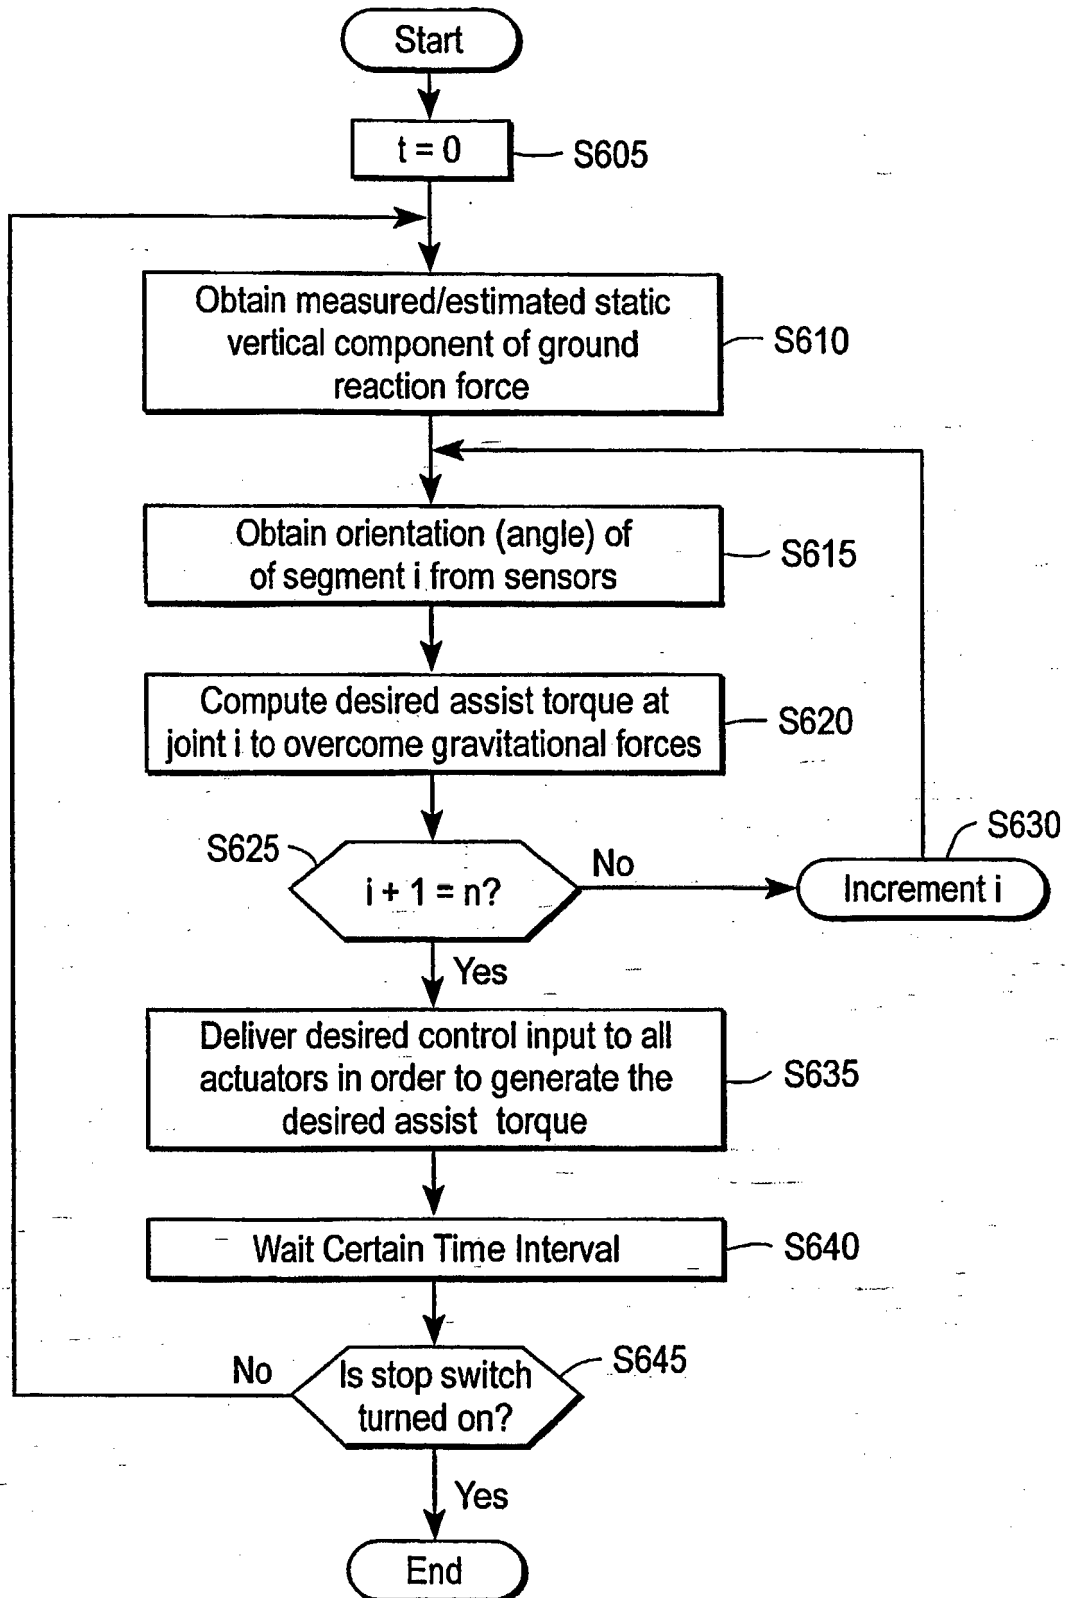 Start
t = 0
S605
Obtain measured/estimated static
vertical component of ground
reaction force
S610
Obtain orientation (angle) of
of segment i from sensors
S615
Compute desired assist torque at
joint i to overcome gravitational forces
S620
S625
i + 1 = n?
No
Increment i
S630
Yes
Deliver desired control input to all
actuators in order to generate the
desired assist torque
S635
Wait Certain Time Interval
S640
No
Is stop switch
turned on?
S645
Yes
End